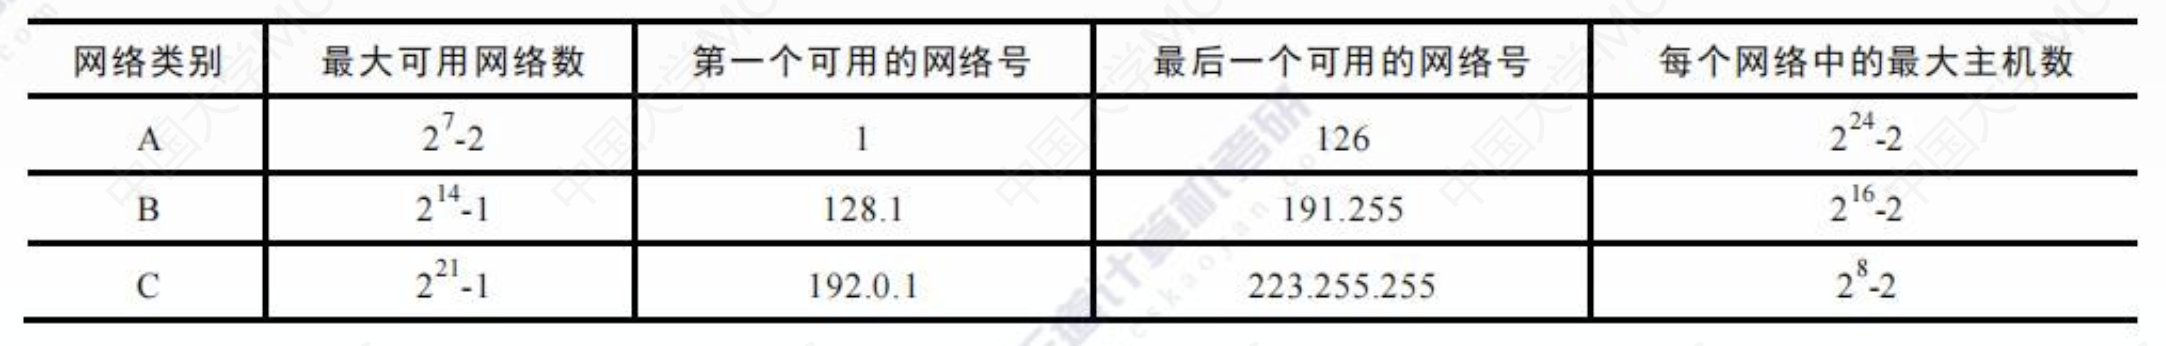 网络类别 最大可用网络数 第一个可用的网络号 最后一个可用的网络号 每个网络中的最大主机数
A 2^7-2 1 126 2^24-2
B 2^14-1 128.1 191.255 2^16-2
C 2^21-1 192.0.1 223.255.255 2^8-2